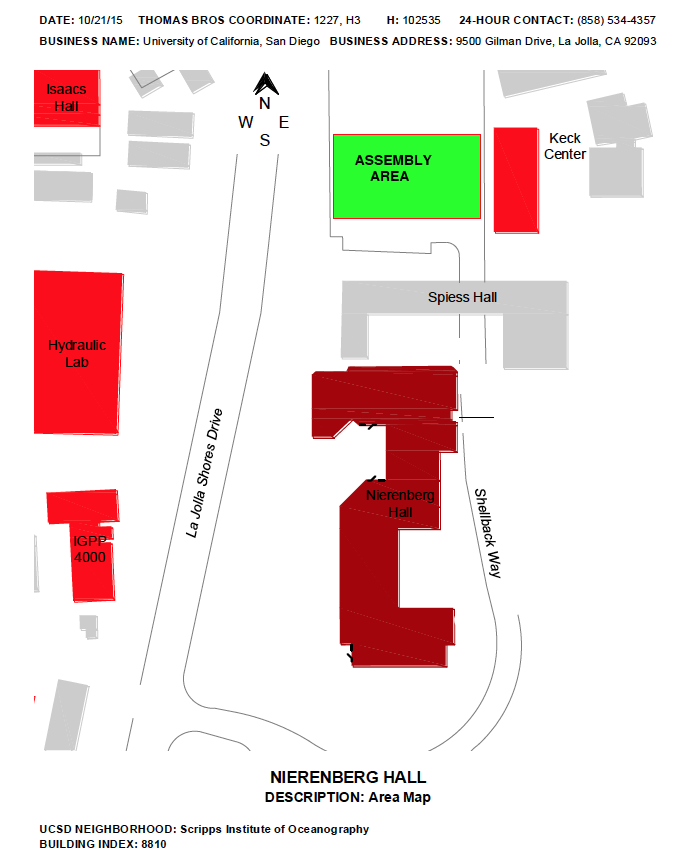 DATE: 10/21/15 THOMAS BROS COORDINATE: 1227, H3 H: 102535 24-HOUR CONTACT: (858) 534-4357
BUSINESS NAME: University of California, San Diego BUSINESS ADDRESS: 9500 Gilman Drive, La Jolla, CA 92093
Isaacs
Hall
N
W E
S
ASSEMBLY
AREA
Keck
Center
Spiess Hall
Hydraulic
Lab
La Jolla Shores Drive
Nierenberg
Hall
Shellback Way
IGPP
4000
NIERENBERG HALL
DESCRIPTION: Area Map
UCSD NEIGHBORHOOD: Scripps Institute of Oceanography
BUILDING INDEX: 8810